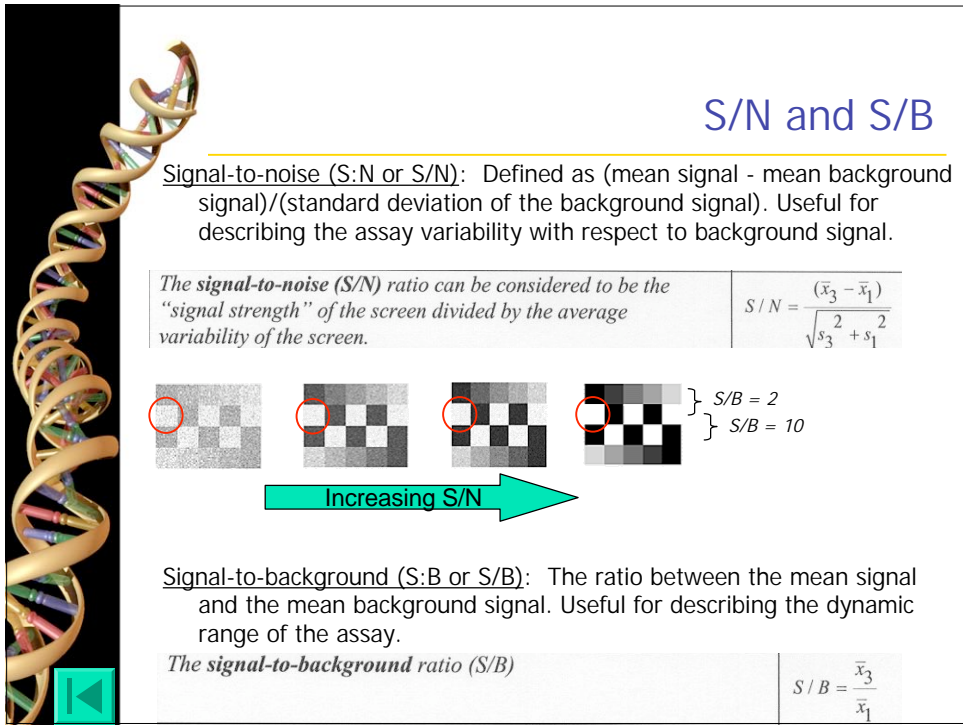 S/N and S/B
Signal-to-noise (S:N or S/N): Defined as (mean signal - mean background
signal)/(standard deviation of the background signal). Useful for
describing the assay variability with respect to background signal.
The signal-to-noise (S/N) ratio can be considered to be the
"signal strength" of the screen divided by the average
variability of the screen.
S / N = (x̄₃ − x̄₁) / √(s₃² + s₁²)
S/B = 2
S/B = 10
Increasing S/N
Signal-to-background (S:B or S/B): The ratio between the mean signal
and the mean background signal. Useful for describing the dynamic
range of the assay.
The signal-to-background ratio (S/B)
S / B = x̄₃ / x̄₁